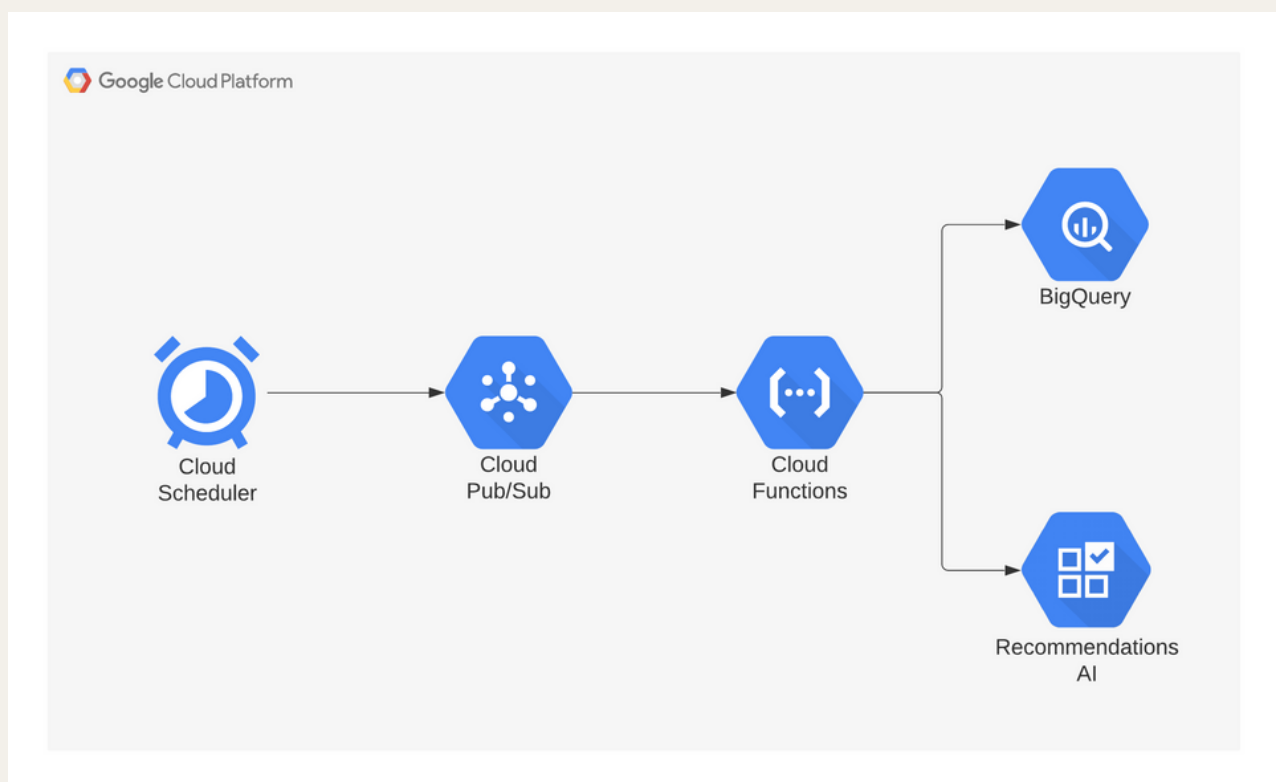 Google Cloud Platform
BigQuery
Cloud
Scheduler
Cloud
Pub/Sub
Cloud
Functions
Recommendations
AI